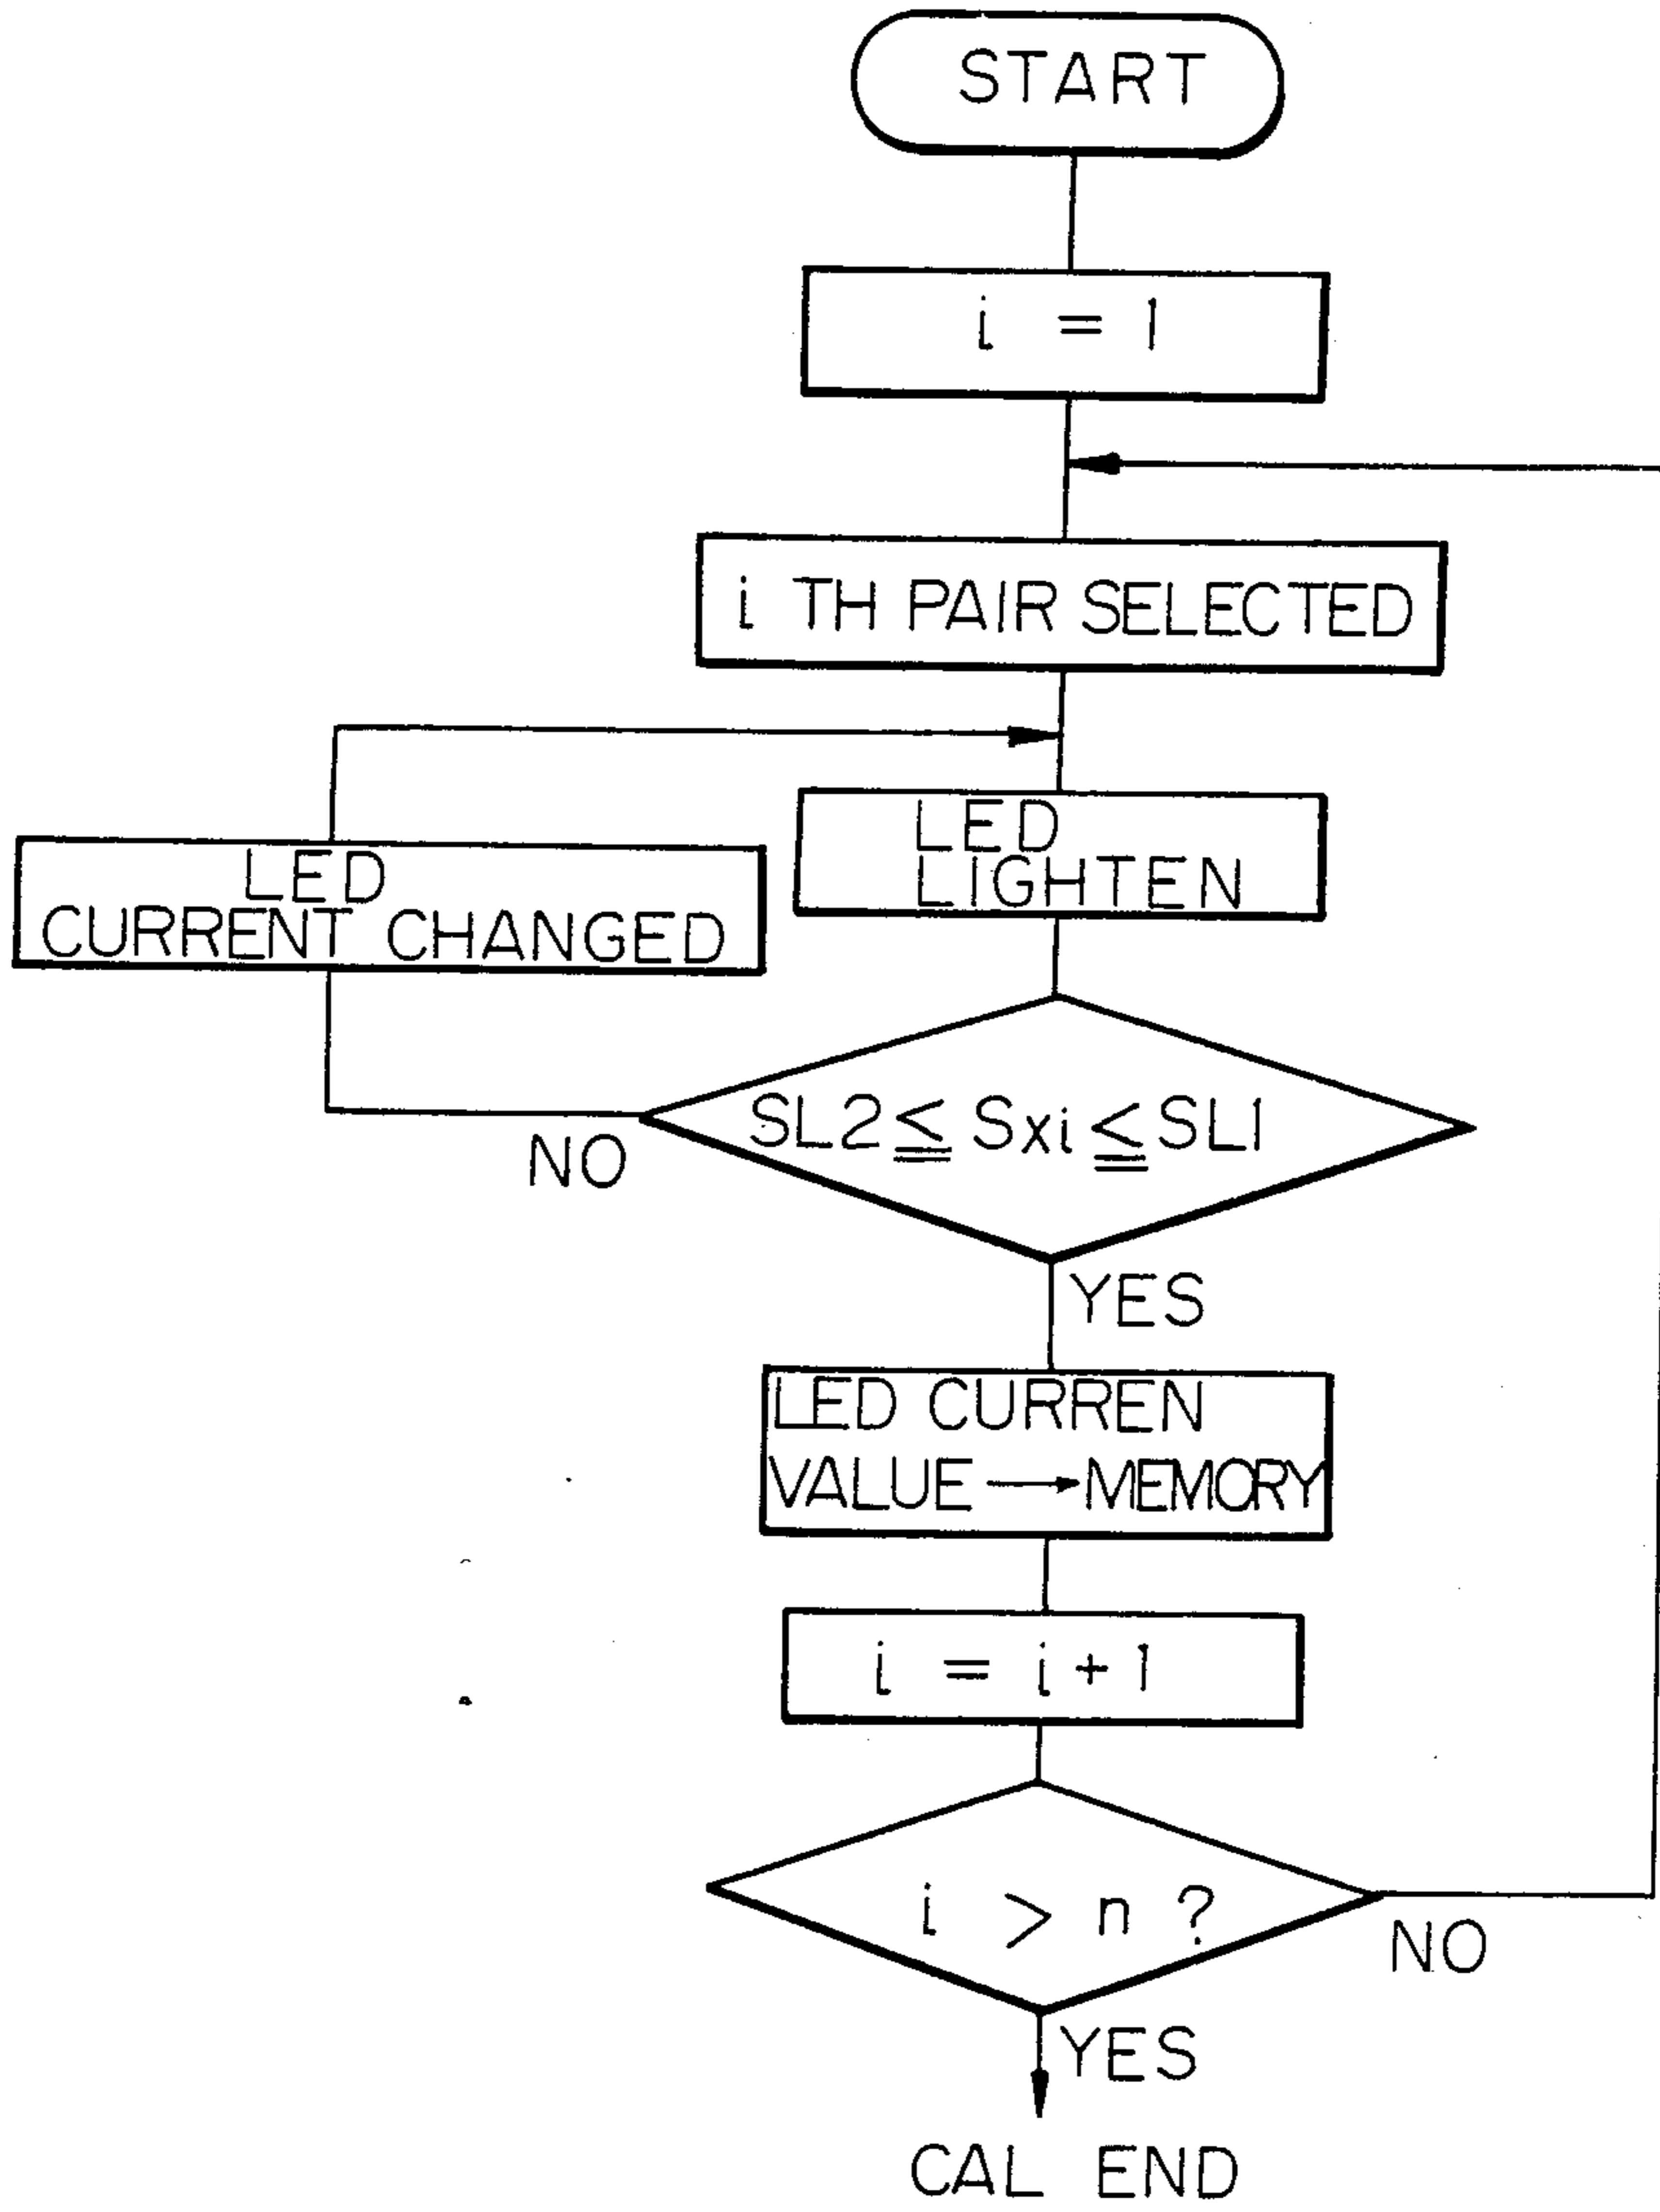 START
i = 1
i TH PAIR SELECTED
LED
LIGHTEN
LED
CURRENT CHANGED
SL2 ≦ Sxi ≦ SL1
NO
YES
LED CURREN
VALUE → MEMORY
i = i + 1
i > n ?
NO
YES
CAL END